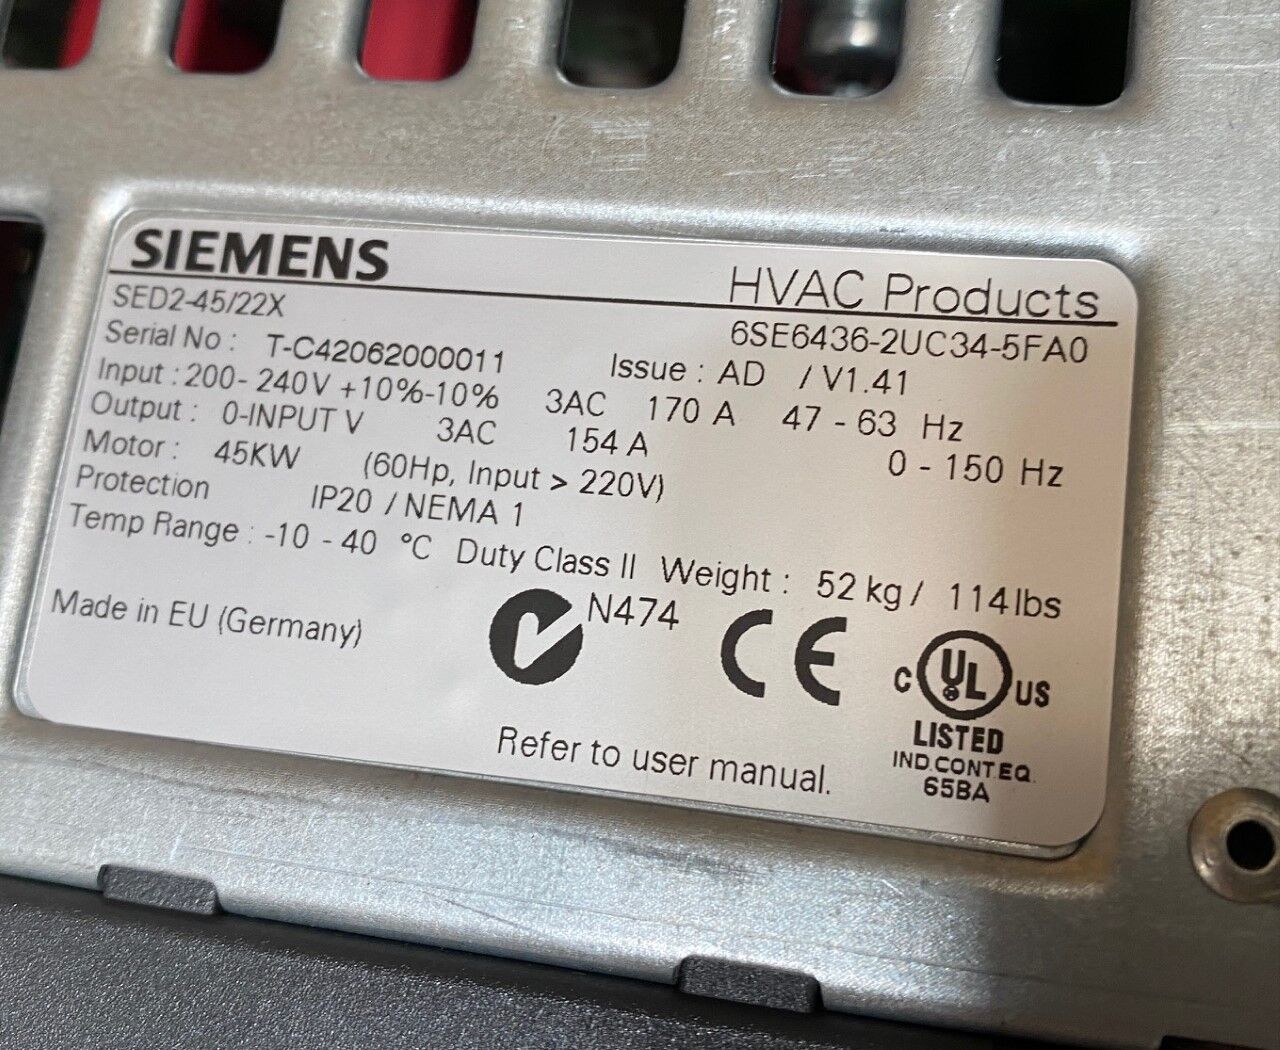 SIEMENS HVAC Products
SED2-45/22X 6SE6436-2UC34-5FA0
Serial No : T-C42062000011 Issue : AD / V1.41
Input : 200- 240V +10%-10% 3AC 170 A 47 - 63 Hz
Output : 0-INPUT V 3AC 154 A 0 - 150 Hz
Motor : 45KW (60Hp, Input > 220V)
Protection IP20 / NEMA 1
Temp Range : -10 - 40 °C Duty Class II Weight : 52 kg / 114 lbs
Made in EU (Germany) N474 CE
C UL US
LISTED
IND.CONT.EQ.
65BA
Refer to user manual.